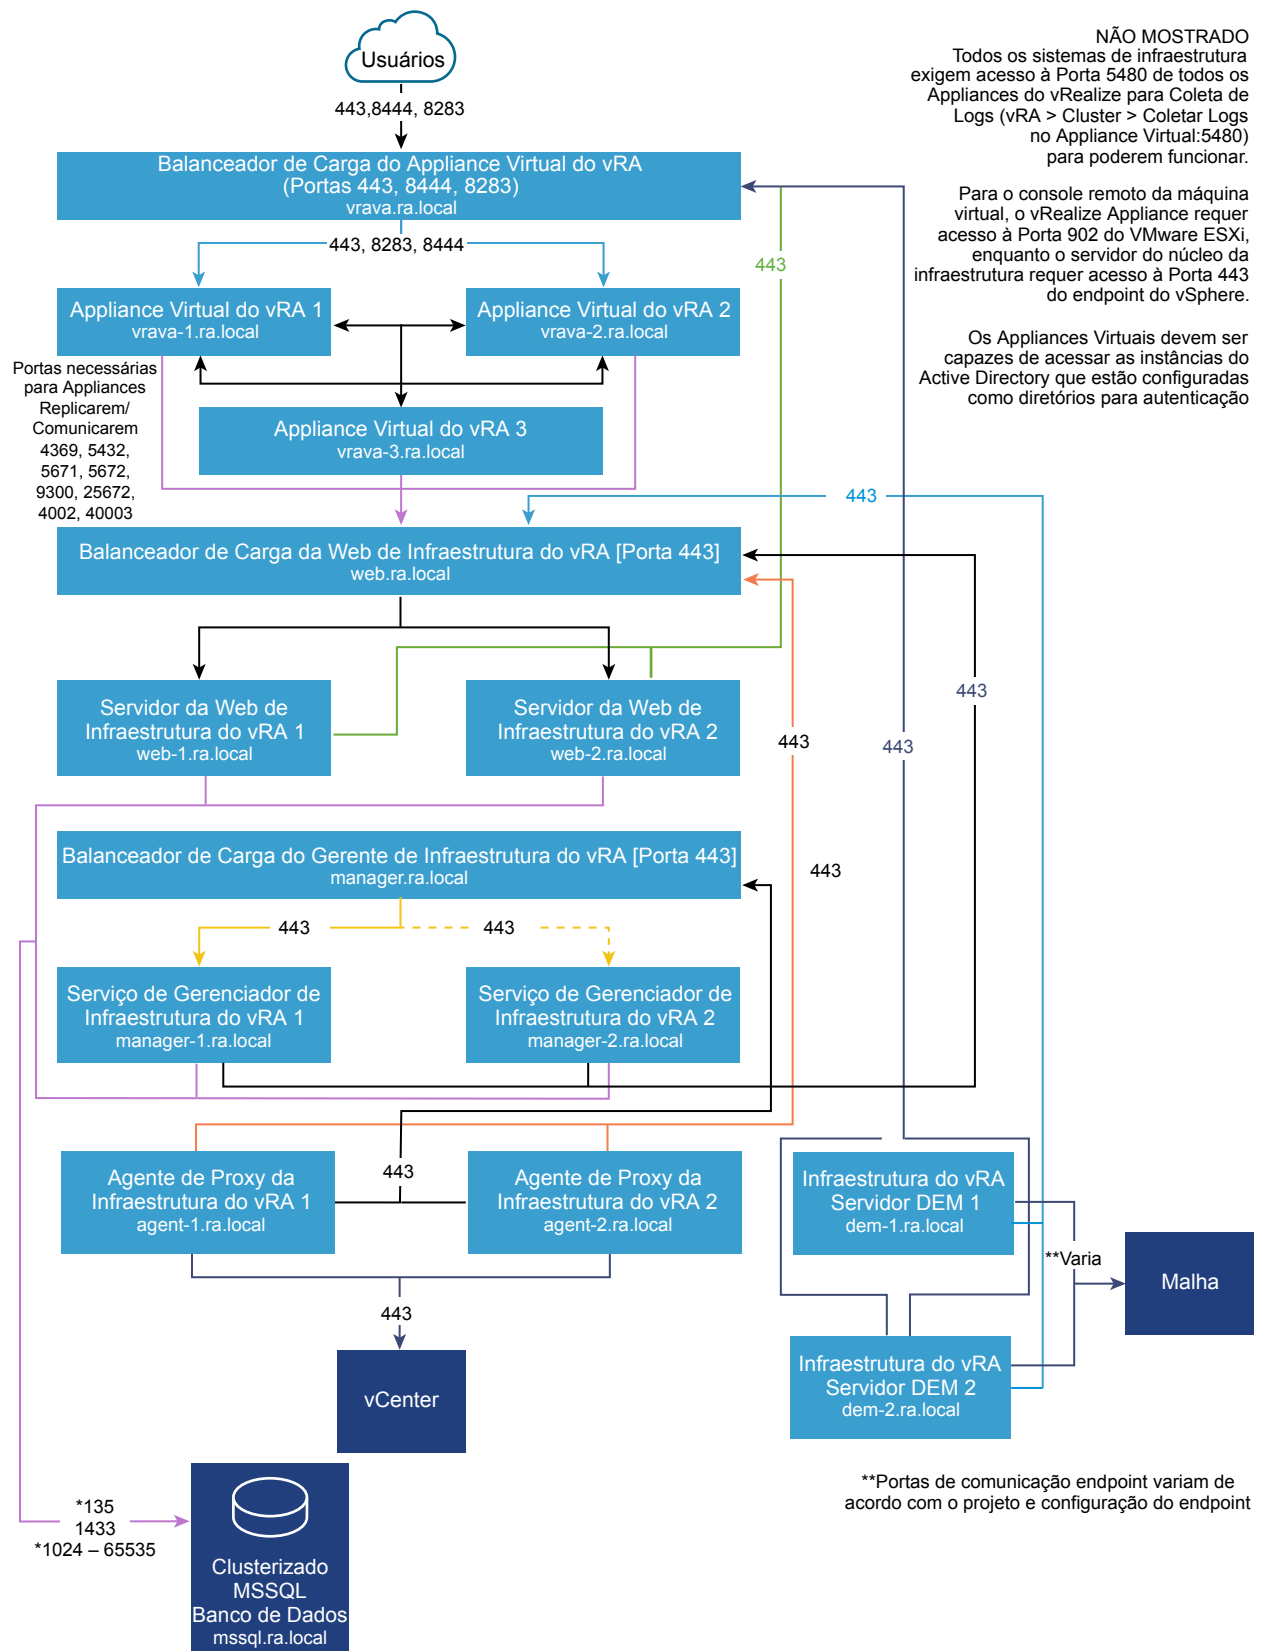 Usuários
443,8444, 8283
NÃO MOSTRADO
Todos os sistemas de infraestrutura
exigem acesso à Porta 5480 de todos os
Appliances do vRealize para Coleta de
Logs (vRA > Cluster > Coletar Logs
no Appliance Virtual:5480)
para poderem funcionar.
Para o console remoto da máquina
virtual, o vRealize Appliance requer
acesso à Porta 902 do VMware ESXi,
enquanto o servidor do núcleo da
infraestrutura requer acesso à Porta 443
do endpoint do vSphere.
Os Appliances Virtuais devem ser
capazes de acessar as instâncias do
Active Directory que estão configuradas
como diretórios para autenticação
Balanceador de Carga do Appliance Virtual do vRA
(Portas 443, 8444, 8283)
vrava.ra.local
443, 8283, 8444
443
Appliance Virtual do vRA 1
vrava-1.ra.local
Appliance Virtual do vRA 2
vrava-2.ra.local
Portas necessárias
para Appliances
Replicarem/
Comunicarem
4369, 5432,
5671, 5672,
9300, 25672,
4002, 40003
Appliance Virtual do vRA 3
vrava-3.ra.local
443
Balanceador de Carga da Web de Infraestrutura do vRA [Porta 443]
web.ra.local
Servidor da Web de
Infraestrutura do vRA 1
web-1.ra.local
Servidor da Web de
Infraestrutura do vRA 2
web-2.ra.local
443
443
443
Balanceador de Carga do Gerente de Infraestrutura do vRA [Porta 443]
manager.ra.local
443
443
443
Serviço de Gerenciador de
Infraestrutura do vRA 1
manager-1.ra.local
Serviço de Gerenciador de
Infraestrutura do vRA 2
manager-2.ra.local
Agente de Proxy da
Infraestrutura do vRA 1
agent-1.ra.local
443
Agente de Proxy da
Infraestrutura do vRA 2
agent-2.ra.local
Infraestrutura do vRA
Servidor DEM 1
dem-1.ra.local
**Varia
Malha
443
vCenter
Infraestrutura do vRA
Servidor DEM 2
dem-2.ra.local
**Portas de comunicação endpoint variam de
acordo com o projeto e configuração do endpoint
*135
1433
*1024 – 65535
Clusterizado
MSSQL
Banco de Dados
mssql.ra.local